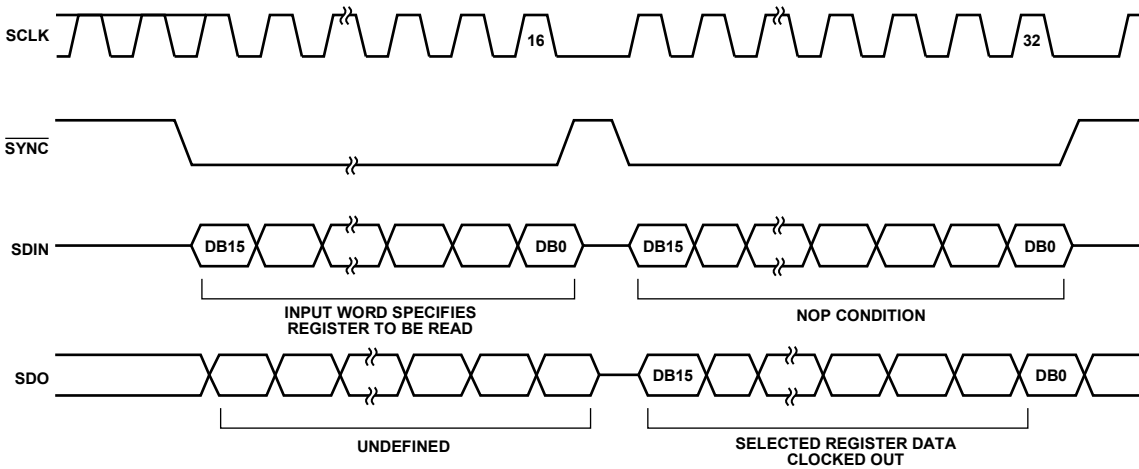 SCLK
16
32
SYNC
SDIN
DB15
DB0
DB15
DB0
INPUT WORD SPECIFIES
REGISTER TO BE READ
NOP CONDITION
SDO
DB15
DB0
UNDEFINED
SELECTED REGISTER DATA
CLOCKED OUT